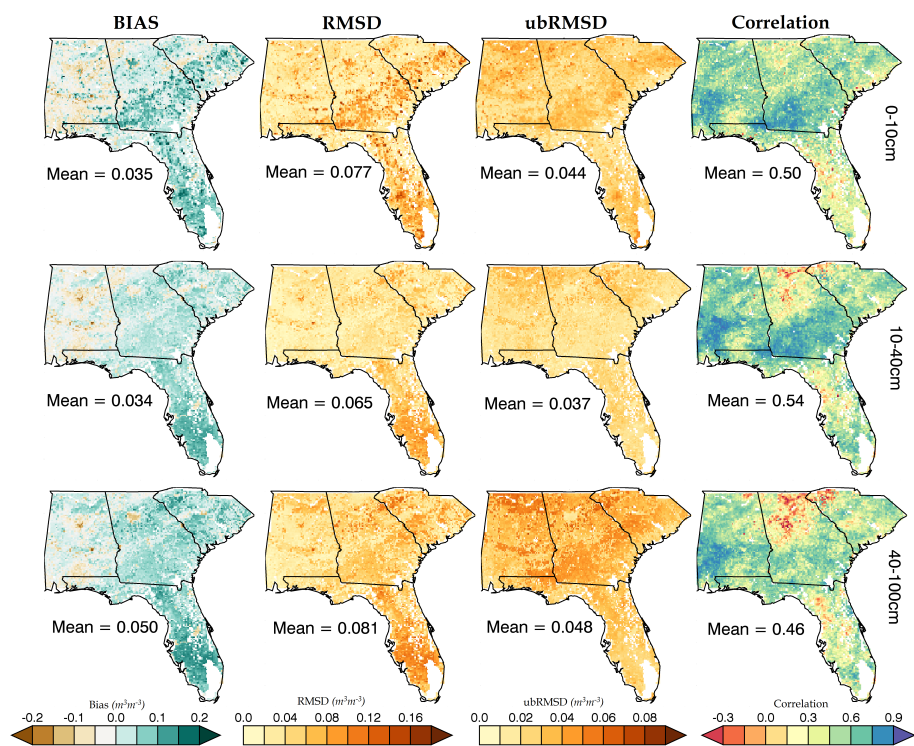 BIAS RMSD ubRMSD Correlation
0-10cm
Mean = 0.035 Mean = 0.077 Mean = 0.044 Mean = 0.50
10-40cm
Mean = 0.034 Mean = 0.065 Mean = 0.037 Mean = 0.54
40-100cm
Mean = 0.050 Mean = 0.081 Mean = 0.048 Mean = 0.46
Bias (m³m⁻³) RMSD (m³m⁻³) ubRMSD (m³m⁻³) Correlation
-0.2 -0.1 0.0 0.1 0.2 0.0 0.04 0.08 0.12 0.16 0.0 0.02 0.04 0.06 0.08 -0.3 0.0 0.3 0.6 0.9